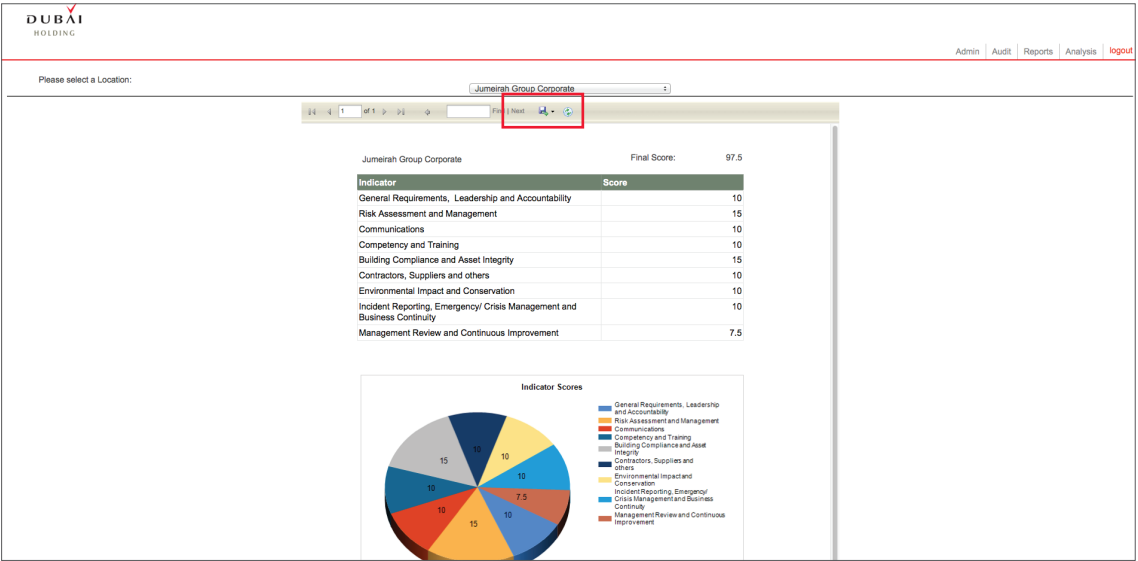 DUBAI
HOLDING
Admin Audit Reports Analysis logout
Please select a Location:
Jumeirah Group Corporate
1 of 1 Find | Next
Jumeirah Group Corporate Final Score: 97.5
Indicator Score
General Requirements, Leadership and Accountability 10
Risk Assessment and Management 15
Communications 10
Competency and Training 10
Building Compliance and Asset Integrity 15
Contractors, Suppliers and others 10
Environmental Impact and Conservation 10
Incident Reporting, Emergency/ Crisis Management and 10
Business Continuity
Management Review and Continuous Improvement 7.5
Indicator Scores
General Requirements, Leadership
and Accountability
Risk Assessment and Management
Communications
Competency and Training
Building Compliance and Asset
Integrity
Contractors, Suppliers and
others
Environmental Impact and
Conservation
Incident Reporting, Emergency/
Crisis Management and Business
Continuity
Management Review and Continuous
Improvement
10
10
15
10
10
7.5
10
10
15